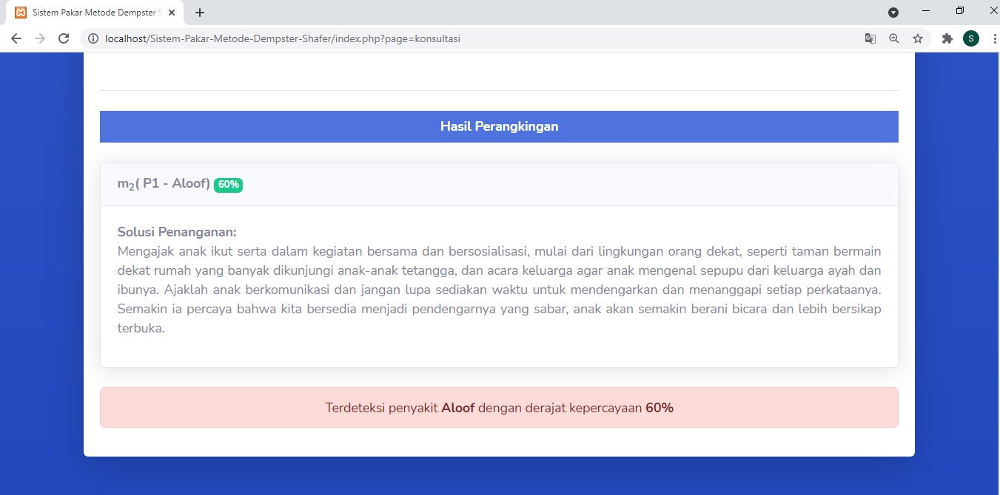 Sistem Pakar Metode Dempster S
localhost/Sistem-Pakar-Metode-Dempster-Shafer/index.php?page=konsultasi
S
Hasil Perangkingan
m₂( P1 - Aloof) 60%
Solusi Penanganan:
Mengajak anak ikut serta dalam kegiatan bersama dan bersosialisasi, mulai dari lingkungan orang dekat, seperti taman bermain
dekat rumah yang banyak dikunjungi anak-anak tetangga, dan acara keluarga agar anak mengenal sepupu dari keluarga ayah dan
ibunya. Ajaklah anak berkomunikasi dan jangan lupa sediakan waktu untuk mendengarkan dan menanggapi setiap perkataanya.
Semakin ia percaya bahwa kita bersedia menjadi pendengarnya yang sabar, anak akan semakin berani bicara dan lebih bersikap
terbuka.
Terdeteksi penyakit Aloof dengan derajat kepercayaan 60%